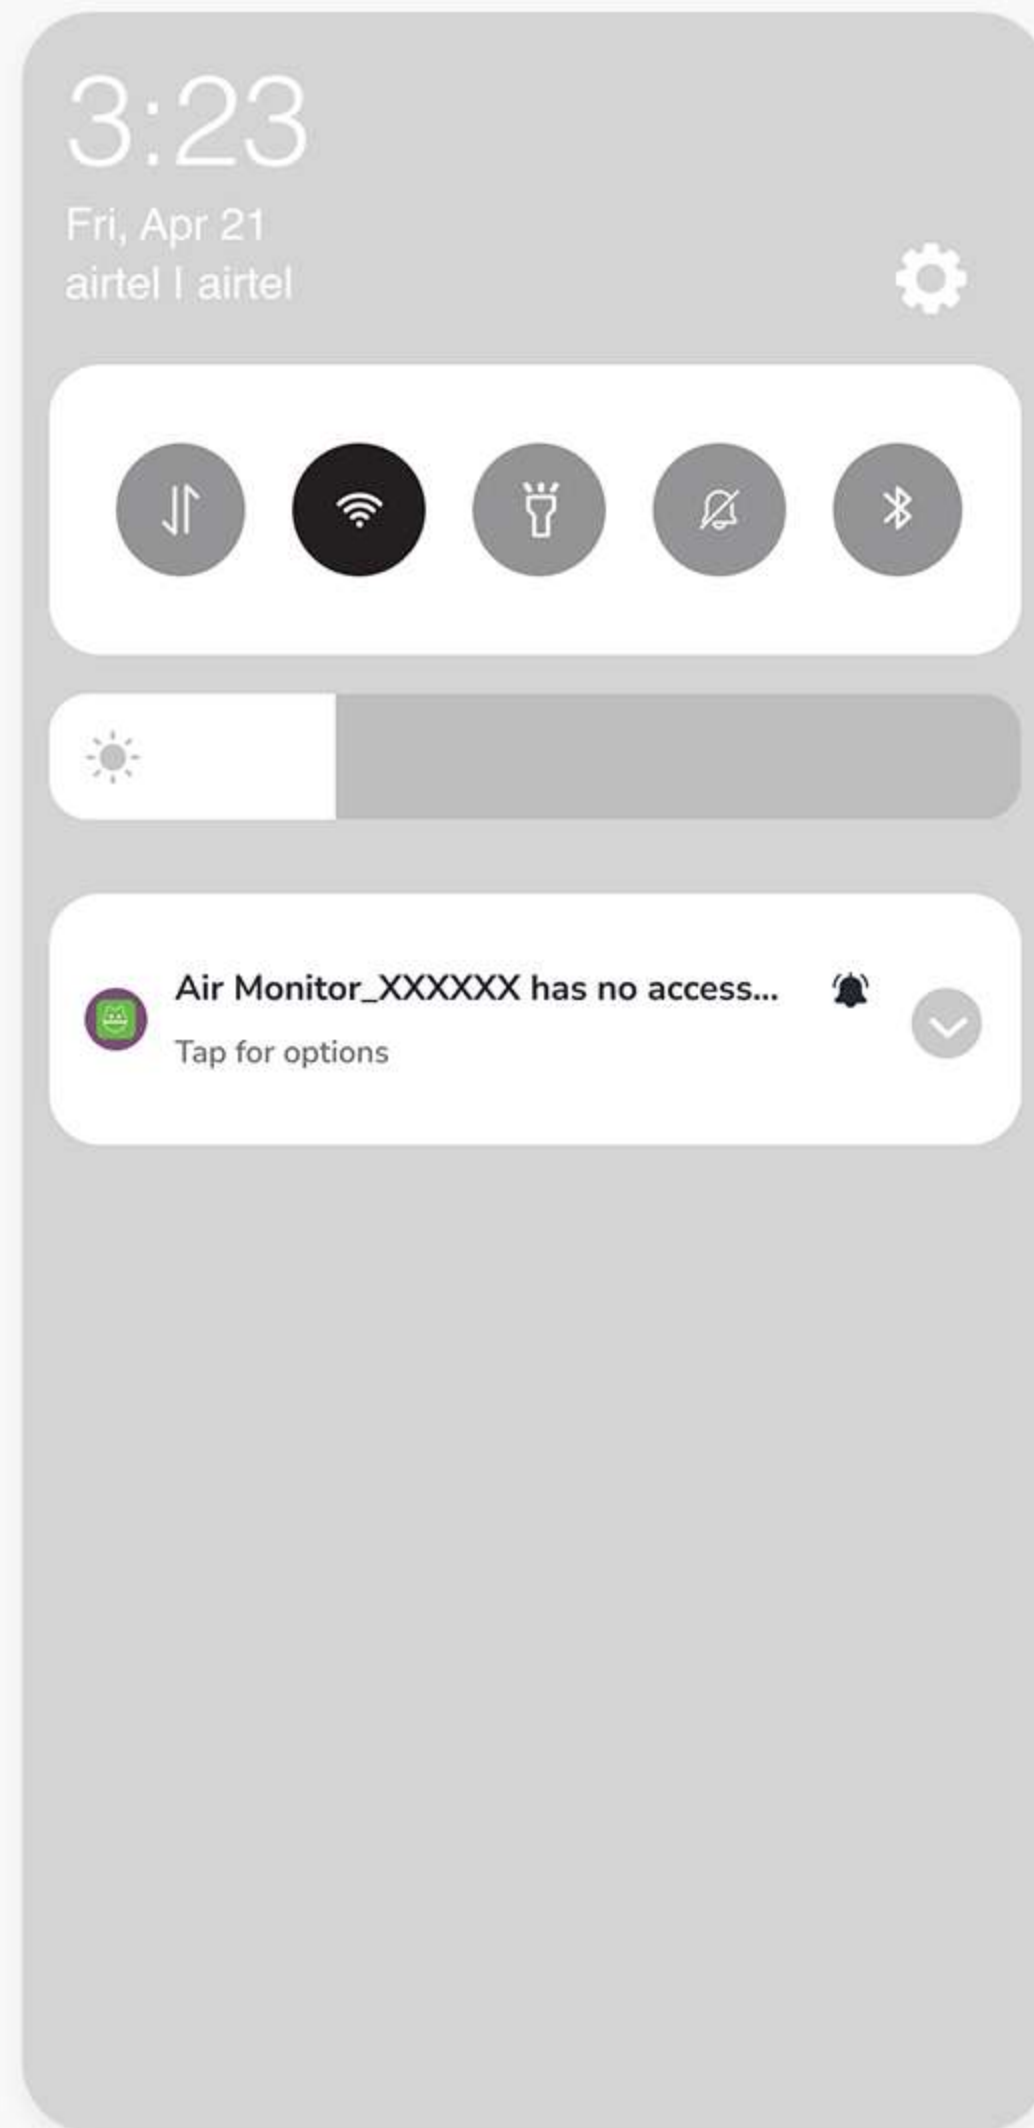 3:23
Fri, Apr 21
airtel | airtel
Air Monitor_XXXXXX has no access...
Tap for options